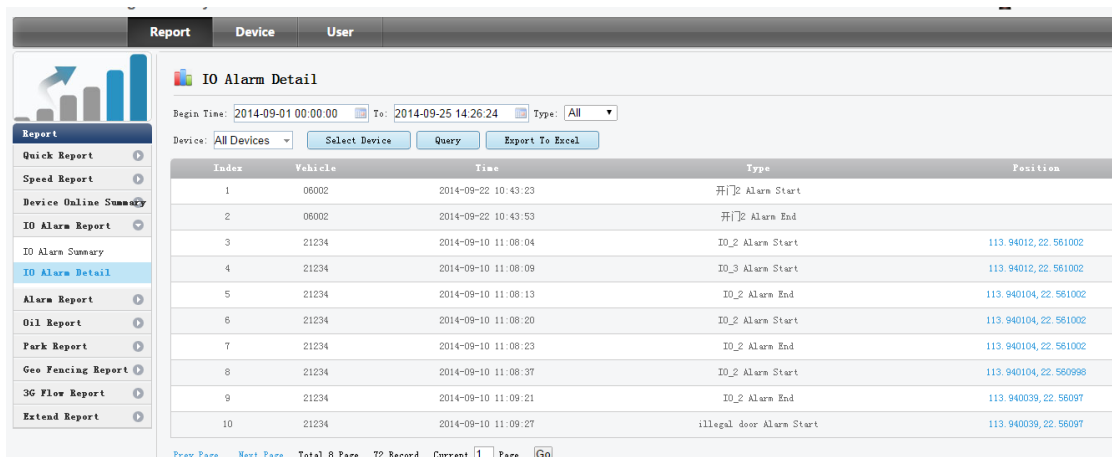 Report Device User
IO Alarm Detail
Begin Time: 2014-09-01 00:00:00 To: 2014-09-25 14:26:24 Type: All
Device: All Devices Select Device Query Export To Excel
Report
Quick Report
Speed Report
Device Online Summary
IO Alarm Report
IO Alarm Summary
IO Alarm Detail
Alarm Report
Oil Report
Park Report
Geo Fencing Report
3G Flow Report
Extend Report
Index Vehicle Time Type Position
1 06002 2014-09-22 10:43:23 开门2 Alarm Start
2 06002 2014-09-22 10:43:53 开门2 Alarm End
3 21234 2014-09-10 11:08:04 IO_2 Alarm Start 113.94012,22.561002
4 21234 2014-09-10 11:08:09 IO_3 Alarm Start 113.94012,22.561002
5 21234 2014-09-10 11:08:13 IO_2 Alarm End 113.940104,22.561002
6 21234 2014-09-10 11:08:20 IO_2 Alarm Start 113.940104,22.561002
7 21234 2014-09-10 11:08:23 IO_2 Alarm End 113.940104,22.561002
8 21234 2014-09-10 11:08:37 IO_2 Alarm Start 113.940104,22.560998
9 21234 2014-09-10 11:09:21 IO_2 Alarm End 113.940039,22.56097
10 21234 2014-09-10 11:09:27 illegal door Alarm Start 113.940039,22.56097
Prev Page Next Page Total 8 Page 72 Record Current 1 Page Go